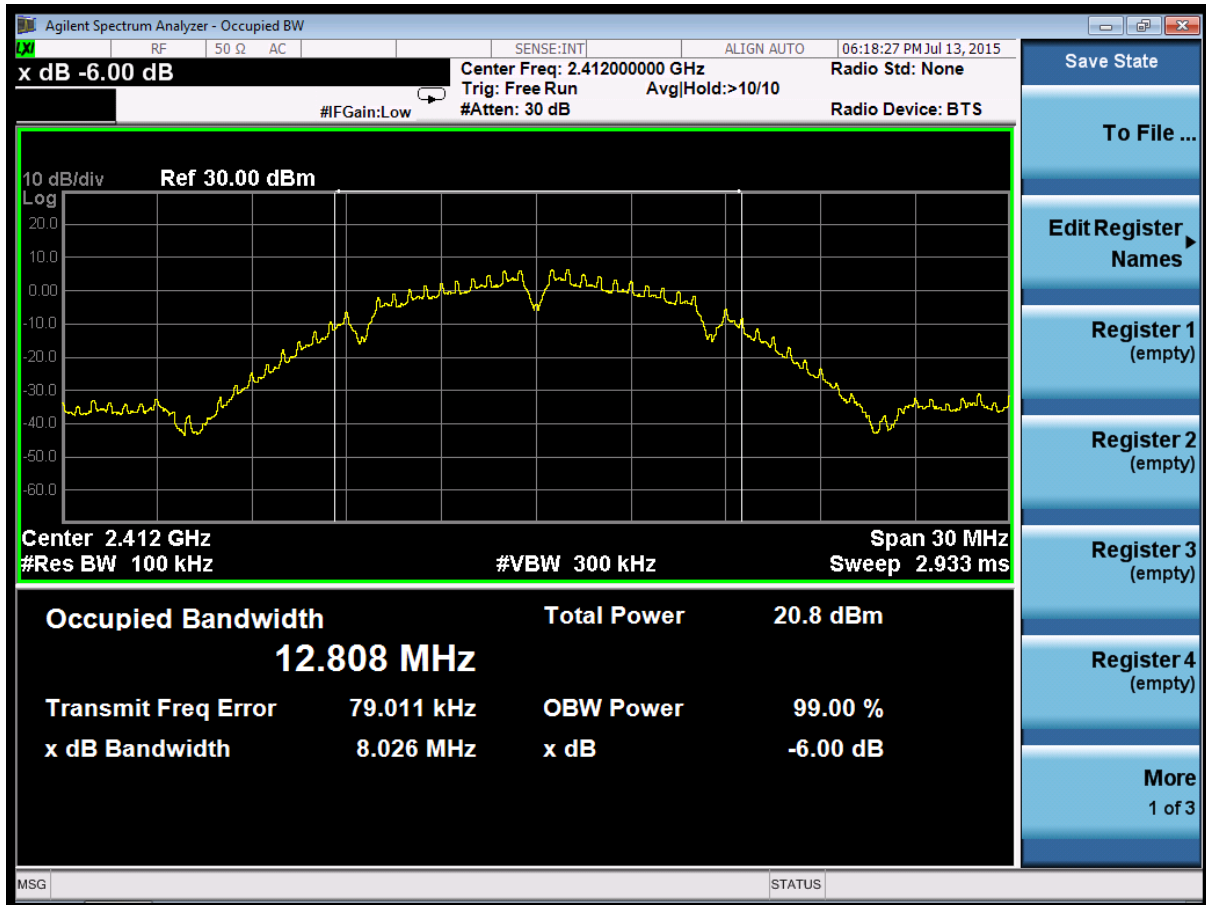 Agilent Spectrum Analyzer - Occupied BW
LXI RF 50 Ω AC SENSE:INT ALIGN AUTO 06:18:27 PM Jul 13, 2015
x dB -6.00 dB
Center Freq: 2.412000000 GHz
Radio Std: None
Trig: Free Run Avg|Hold:>10/10
#IFGain:Low #Atten: 30 dB
Radio Device: BTS
10 dB/div Ref 30.00 dBm
Log
20.0
10.0
0.00
-10.0
-20.0
-30.0
-40.0
-50.0
-60.0
Center 2.412 GHz Span 30 MHz
#Res BW 100 kHz #VBW 300 kHz Sweep 2.933 ms
Occupied Bandwidth Total Power 20.8 dBm
12.808 MHz
Transmit Freq Error 79.011 kHz OBW Power 99.00 %
x dB Bandwidth 8.026 MHz x dB -6.00 dB
MSG STATUS
Save State
To File ...
Edit Register
Names
Register 1
(empty)
Register 2
(empty)
Register 3
(empty)
Register 4
(empty)
More
1 of 3